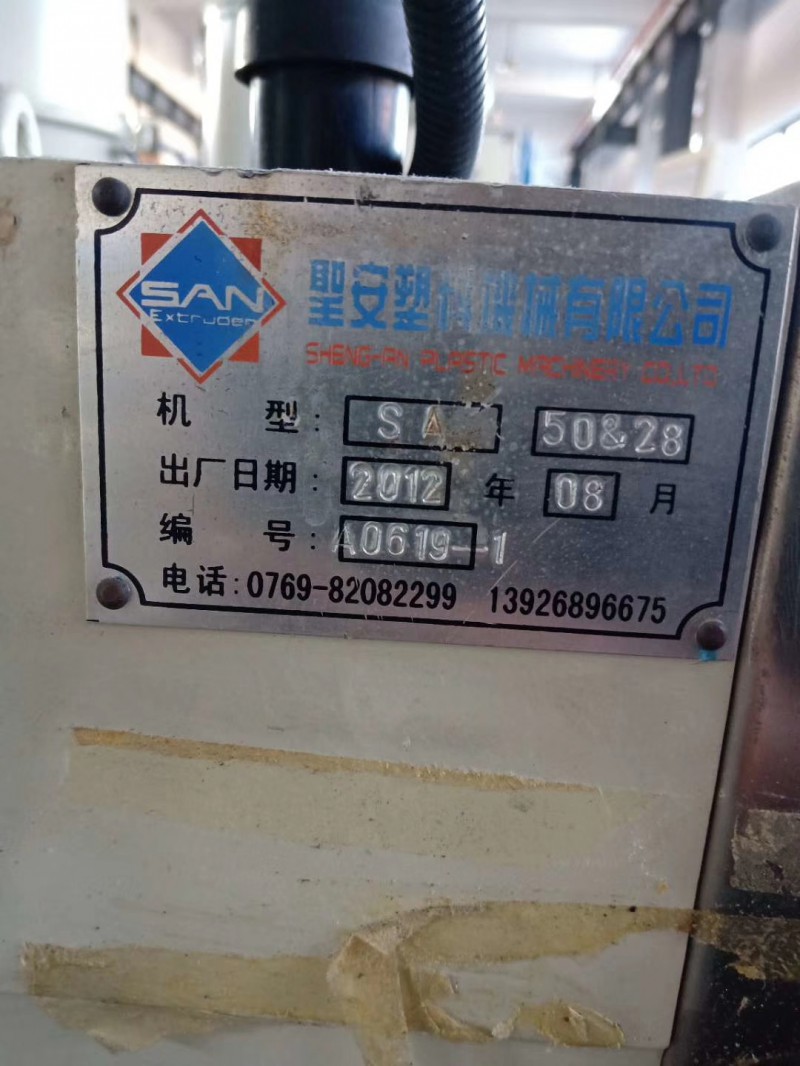 SAN
Extruder
聖安塑料機械有限公司
SHENG-AN PLASTIC MACHINERY CO.,LTD
机 型: SA 50&28
出厂日期: 2012 年 08 月
编 号: A0619-1
电话:0769-82082299 13926896675